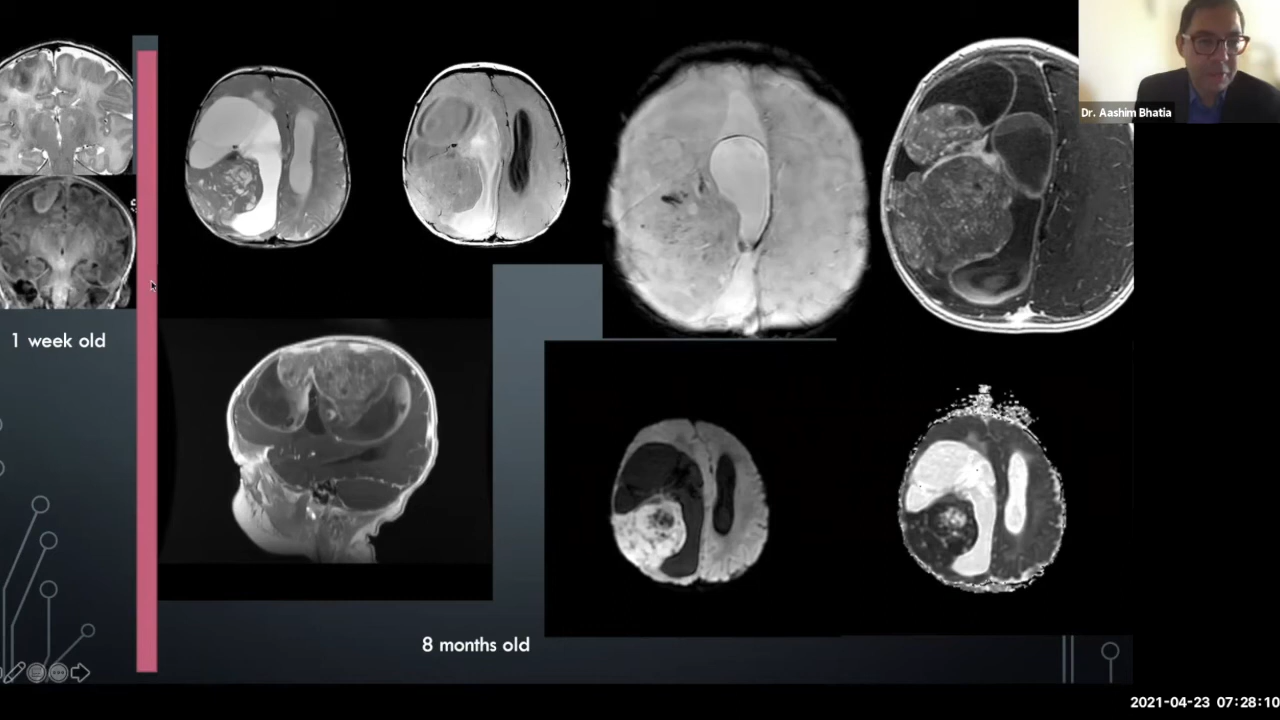 Dr. Aashim Bhatia
1 week old
8 months old
2021-04-23 07:28:10